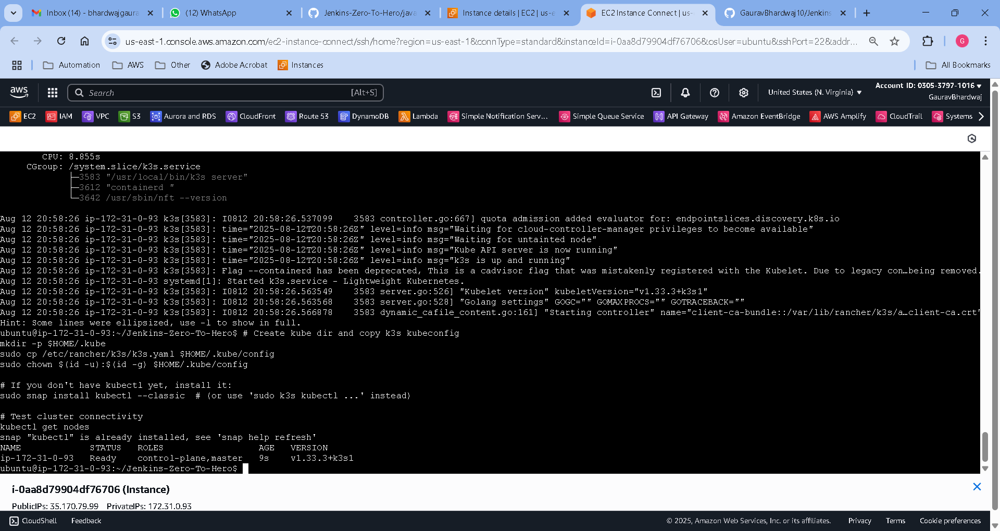 Inbox (14) - bhardwajgaura
(12) WhatsApp
Jenkins-Zero-To-Hero/java
Instance details | EC2 | us-e
EC2 Instance Connect | us-
GauravBhardwaj10/Jenkins
us-east-1.console.aws.amazon.com/ec2-instance-connect/ssh/home?region=us-east-1&connType=standard&instanceId=i-0aa8d79904df76706&osUser=ubuntu&sshPort=22&addr...
G
Automation
AWS
Other
Adobe Acrobat
Instances
All Bookmarks
aws
Search
[Alt+S]
United States (N. Virginia)
Account ID: 0305-3797-1016
GauravBhardwaj
EC2
IAM
VPC
S3
Aurora and RDS
CloudFront
Route 53
DynamoDB
Lambda
Simple Notification Serv...
Simple Queue Service
API Gateway
Amazon EventBridge
AWS Amplify
CloudTrail
Systems
CPU: 8.855s
CGroup: /system.slice/k3s.service
├─3583 "/usr/local/bin/k3s server"
├─3612 "containerd "
└─3642 /usr/sbin/nft --version
Aug 12 20:58:26 ip-172-31-0-93 k3s[3583]: I0812 20:58:26.537099    3583 controller.go:667] quota admission added evaluator for: endpointslices.discovery.k8s.io
Aug 12 20:58:26 ip-172-31-0-93 k3s[3583]: time="2025-08-12T20:58:26Z" level=info msg="Waiting for cloud-controller-manager privileges to become available"
Aug 12 20:58:26 ip-172-31-0-93 k3s[3583]: time="2025-08-12T20:58:26Z" level=info msg="Waiting for untainted node"
Aug 12 20:58:26 ip-172-31-0-93 k3s[3583]: time="2025-08-12T20:58:26Z" level=info msg="Kube API server is now running"
Aug 12 20:58:26 ip-172-31-0-93 k3s[3583]: time="2025-08-12T20:58:26Z" level=info msg="k3s is up and running"
Aug 12 20:58:26 ip-172-31-0-93 k3s[3583]: Flag --containerd has been deprecated, This is a cadvisor flag that was mistakenly registered with the Kubelet. Due to legacy con…being removed.
Aug 12 20:58:26 ip-172-31-0-93 systemd[1]: Started k3s.service - Lightweight Kubernetes.
Aug 12 20:58:26 ip-172-31-0-93 k3s[3583]: I0812 20:58:26.563549    3583 server.go:526] "Kubelet version" kubeletVersion="v1.33.3+k3s1"
Aug 12 20:58:26 ip-172-31-0-93 k3s[3583]: I0812 20:58:26.563568    3583 server.go:528] "Golang settings" GOGC="" GOMAXPROCS="" GOTRACEBACK=""
Aug 12 20:58:26 ip-172-31-0-93 k3s[3583]: I0812 20:58:26.566878    3583 dynamic_cafile_content.go:161] "Starting controller" name="client-ca-bundle::/var/lib/rancher/k3s/a…client-ca.crt"
Hint: Some lines were ellipsized, use -l to show in full.
ubuntu@ip-172-31-0-93:~/Jenkins-Zero-To-Hero$ # Create kube dir and copy k3s kubeconfig
mkdir -p $HOME/.kube
sudo cp /etc/rancher/k3s/k3s.yaml $HOME/.kube/config
sudo chown $(id -u):$(id -g) $HOME/.kube/config
# If you don't have kubectl yet, install it:
sudo snap install kubectl --classic  # (or use 'sudo k3s kubectl ...' instead)
# Test cluster connectivity
kubectl get nodes
snap "kubectl" is already installed, see 'snap help refresh'
NAME             STATUS   ROLES                  AGE   VERSION
ip-172-31-0-93   Ready    control-plane,master   9s    v1.33.3+k3s1
ubuntu@ip-172-31-0-93:~/Jenkins-Zero-To-Hero$
i-0aa8d79904df76706 (Instance)
PublicIPs: 35.170.79.99   PrivateIPs: 172.31.0.93
CloudShell
Feedback
© 2025, Amazon Web Services, Inc. or its affiliates.
Privacy
Terms
Cookie preferences